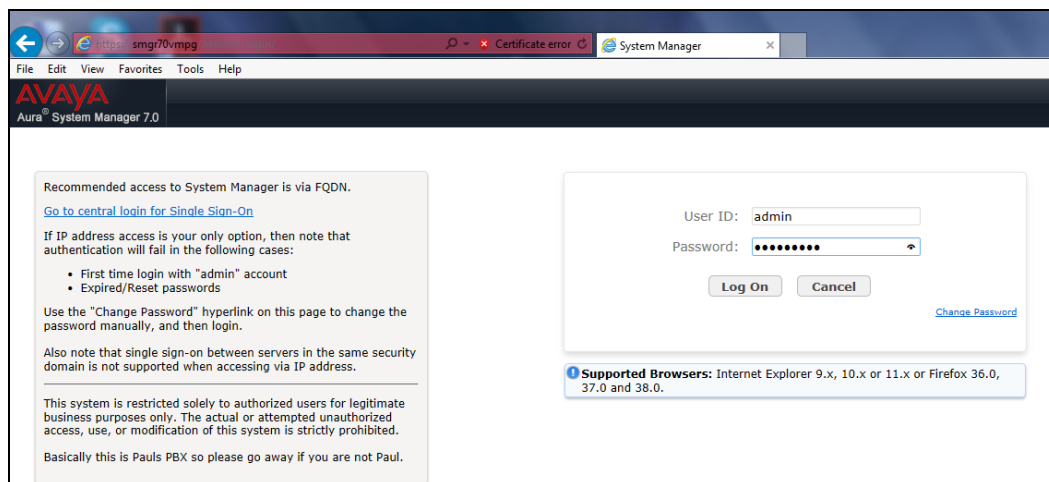 https smgr70vmpg
Certificate error
System Manager
File Edit View Favorites Tools Help
AVAYA
Aura® System Manager 7.0
Recommended access to System Manager is via FQDN.
Go to central login for Single Sign-On
If IP address access is your only option, then note that
authentication will fail in the following cases:
• First time login with "admin" account
• Expired/Reset passwords
Use the "Change Password" hyperlink on this page to change the
password manually, and then login.
Also note that single sign-on between servers in the same security
domain is not supported when accessing via IP address.
This system is restricted solely to authorized users for legitimate
business purposes only. The actual or attempted unauthorized
access, use, or modification of this system is strictly prohibited.
Basically this is Pauls PBX so please go away if you are not Paul.
User ID: admin
Password: •••••••••
Log On Cancel
Change Password
Supported Browsers: Internet Explorer 9.x, 10.x or 11.x or Firefox 36.0,
37.0 and 38.0.